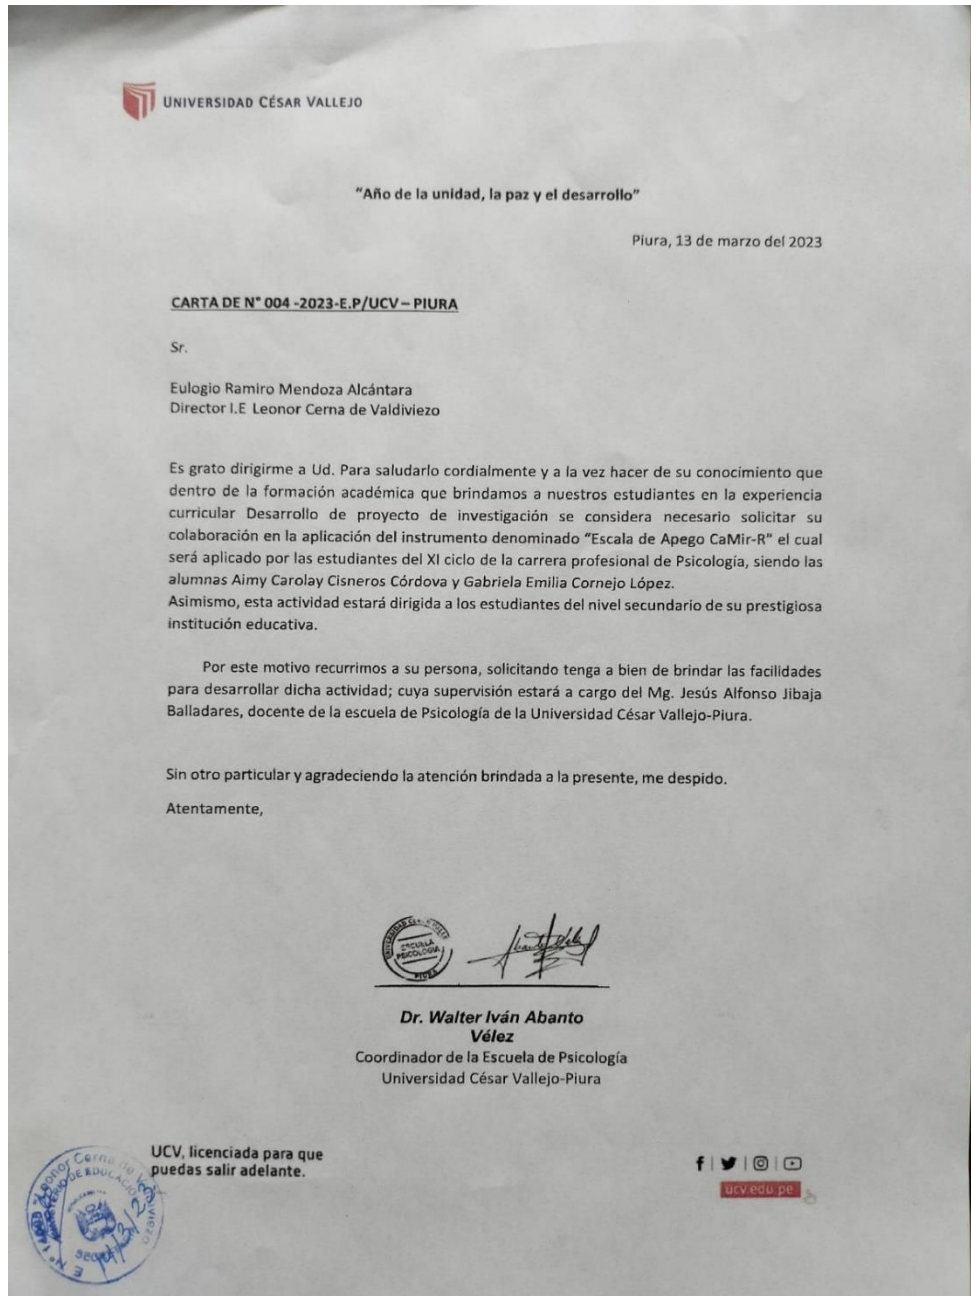 UNIVERSIDAD CÉSAR VALLEJO
“Año de la unidad, la paz y el desarrollo”
Piura, 13 de marzo del 2023
CARTA DE N° 004 -2023-E.P/UCV – PIURA
Sr.
Eulogio Ramiro Mendoza Alcántara
Director I.E Leonor Cerna de Valdiviezo
Es grato dirigirme a Ud. Para saludarlo cordialmente y a la vez hacer de su conocimiento que
dentro de la formación académica que brindamos a nuestros estudiantes en la experiencia
curricular Desarrollo de proyecto de investigación se considera necesario solicitar su
colaboración en la aplicación del instrumento denominado “Escala de Apego CaMir-R” el cual
será aplicado por las estudiantes del XI ciclo de la carrera profesional de Psicología, siendo las
alumnas Aimy Carolay Cisneros Córdova y Gabriela Emilia Cornejo López.
Asimismo, esta actividad estará dirigida a los estudiantes del nivel secundario de su prestigiosa
institución educativa.
Por este motivo recurrimos a su persona, solicitando tenga a bien de brindar las facilidades
para desarrollar dicha actividad; cuya supervisión estará a cargo del Mg. Jesús Alfonso Jibaja
Balladares, docente de la escuela de Psicología de la Universidad César Vallejo-Piura.
Sin otro particular y agradeciendo la atención brindada a la presente, me despido.
Atentamente,
ESCUELA
PSICOLOGÍA
PIURA
Dr. Walter Iván Abanto
Vélez
Coordinador de la Escuela de Psicología
Universidad César Vallejo-Piura
UCV, licenciada para que
puedas salir adelante.
ucv.edu.pe
Leonor Cerna de
MINISTERIO DE EDUCACIÓN